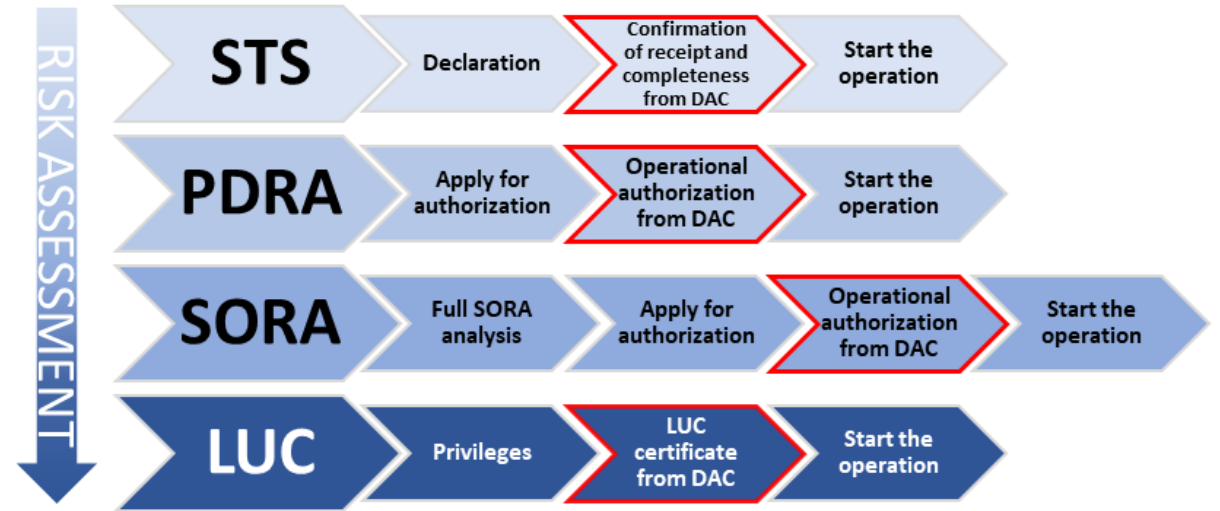 RISK ASSESSMENT
STS
Declaration
Confirmation
of receipt and
completeness
from DAC
Start the
operation
PDRA
Apply for
authorization
Operational
authorization
from DAC
Start the
operation
SORA
Full SORA
analysis
Apply for
authorization
Operational
authorization
from DAC
Start the
operation
LUC
Privileges
LUC
certificate
from DAC
Start the
operation